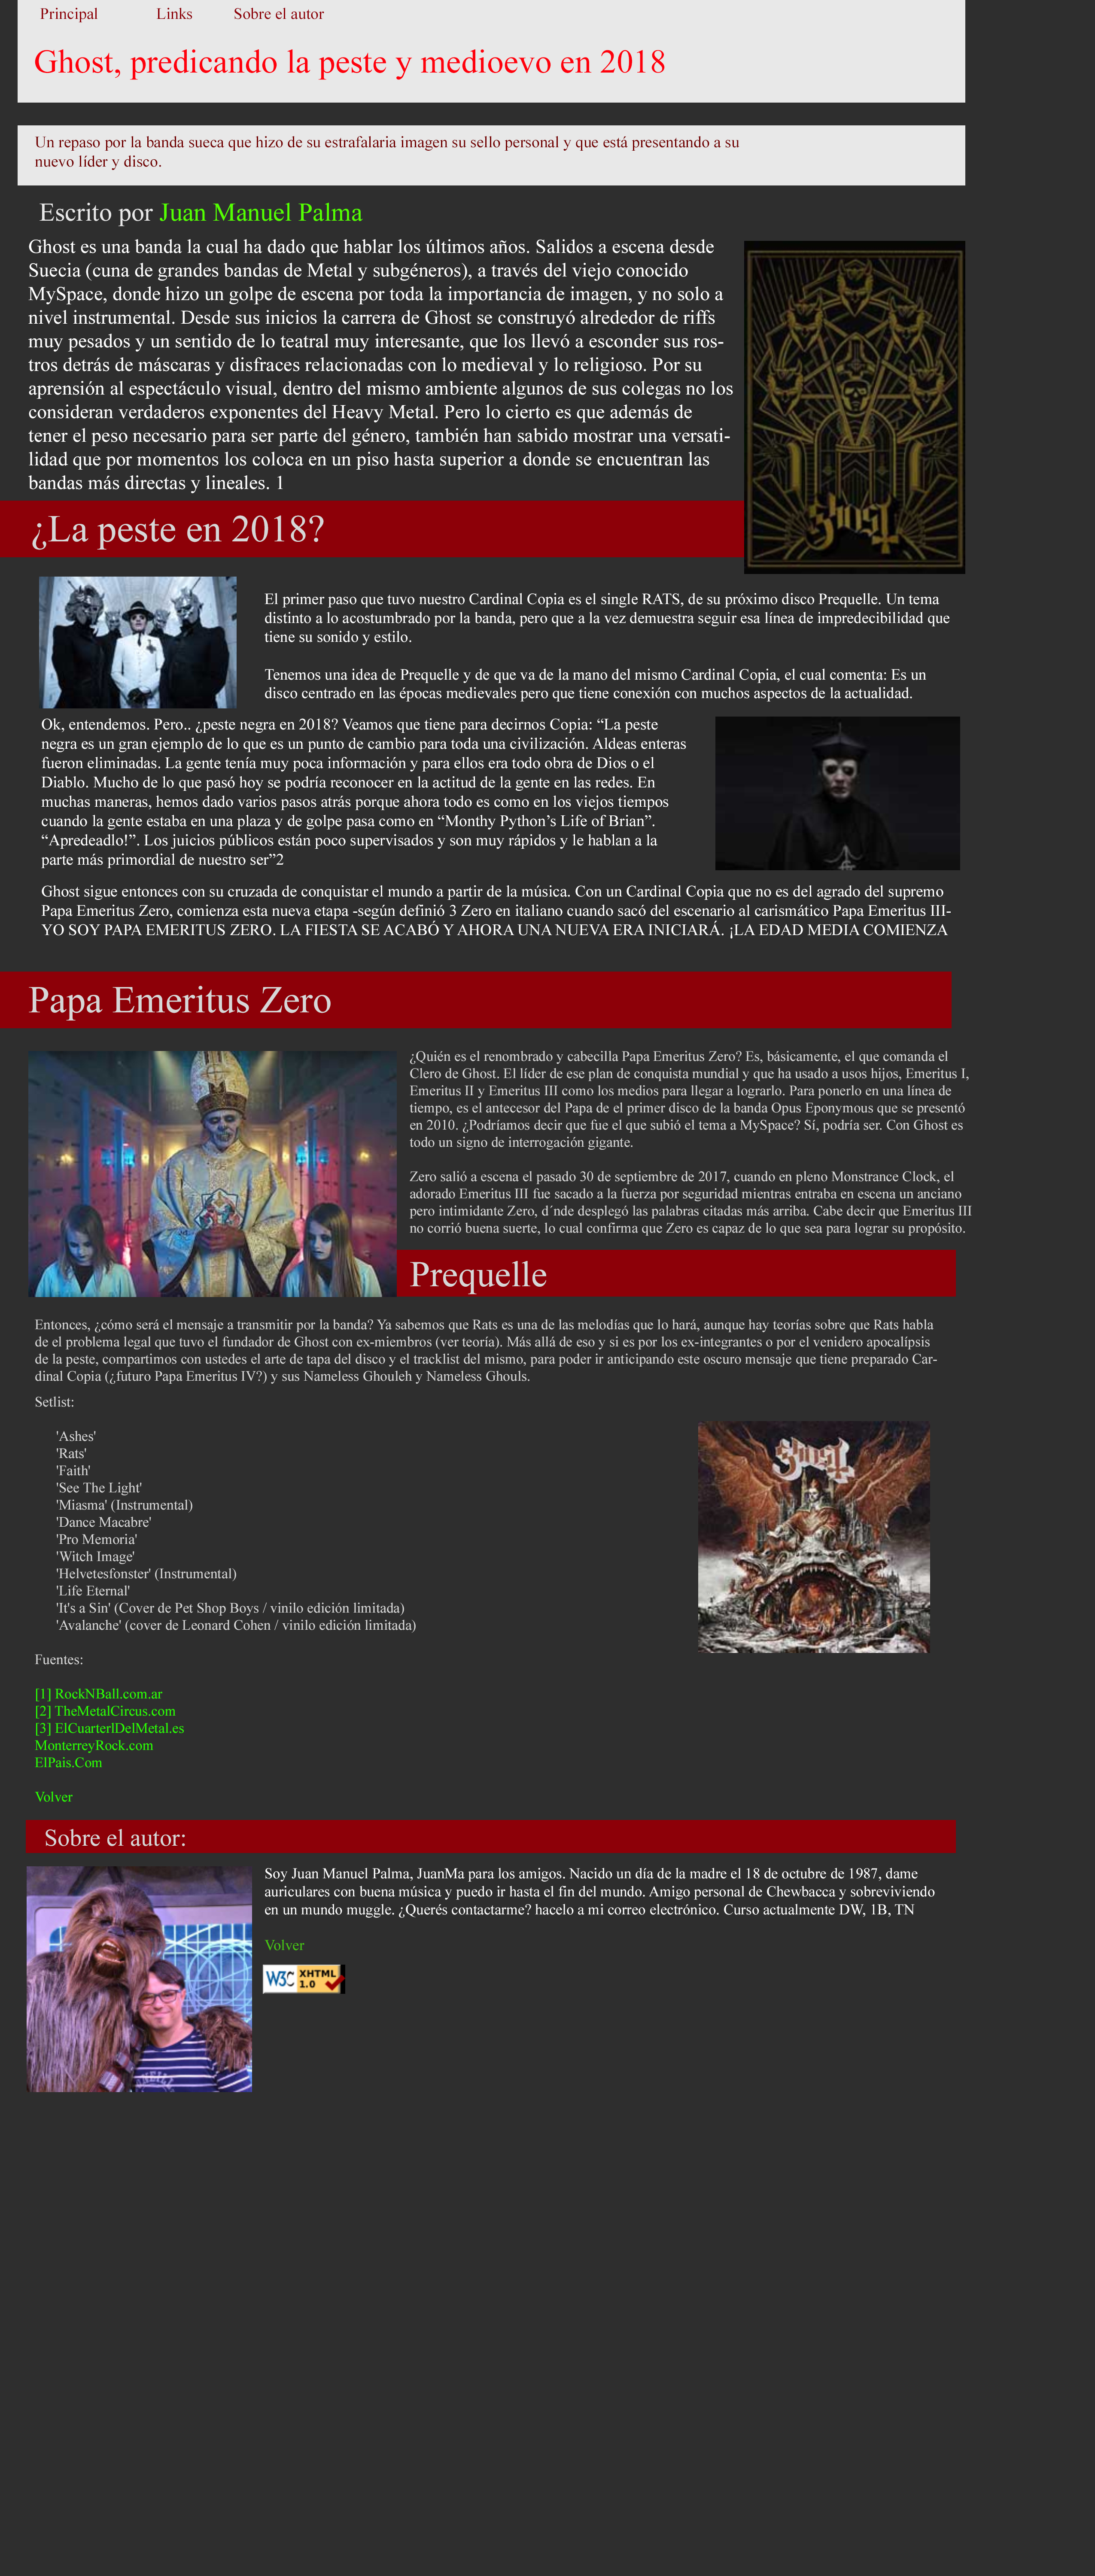 Principal Links Sobre el autor
Ghost, predicando la peste y medioevo en 2018
Un repaso por la banda sueca que hizo de su estrafalaria imagen su sello personal y que está presentando a su
nuevo líder y disco.
Escrito por Juan Manuel Palma
Ghost es una banda la cual ha dado que hablar los últimos años. Salidos a escena desde
Suecia (cuna de grandes bandas de Metal y subgéneros), a través del viejo conocido
MySpace, donde hizo un golpe de escena por toda la importancia de imagen, y no solo a
nivel instrumental. Desde sus inicios la carrera de Ghost se construyó alrededor de riffs
muy pesados y un sentido de lo teatral muy interesante, que los llevó a esconder sus ros-
tros detrás de máscaras y disfraces relacionadas con lo medieval y lo religioso. Por su
aprensión al espectáculo visual, dentro del mismo ambiente algunos de sus colegas no los
consideran verdaderos exponentes del Heavy Metal. Pero lo cierto es que además de
tener el peso necesario para ser parte del género, también han sabido mostrar una versati-
lidad que por momentos los coloca en un piso hasta superior a donde se encuentran las
bandas más directas y lineales. 1
Ghost
¿La peste en 2018?
El primer paso que tuvo nuestro Cardinal Copia es el single RATS, de su próximo disco Prequelle. Un tema
distinto a lo acostumbrado por la banda, pero que a la vez demuestra seguir esa línea de impredecibilidad que
tiene su sonido y estilo.
Tenemos una idea de Prequelle y de que va de la mano del mismo Cardinal Copia, el cual comenta: Es un
disco centrado en las épocas medievales pero que tiene conexión con muchos aspectos de la actualidad.
Ok, entendemos. Pero.. ¿peste negra en 2018? Veamos que tiene para decirnos Copia: “La peste
negra es un gran ejemplo de lo que es un punto de cambio para toda una civilización. Aldeas enteras
fueron eliminadas. La gente tenía muy poca información y para ellos era todo obra de Dios o el
Diablo. Mucho de lo que pasó hoy se podría reconocer en la actitud de la gente en las redes. En
muchas maneras, hemos dado varios pasos atrás porque ahora todo es como en los viejos tiempos
cuando la gente estaba en una plaza y de golpe pasa como en “Monthy Python’s Life of Brian”.
“Apredeadlo!”. Los juicios públicos están poco supervisados y son muy rápidos y le hablan a la
parte más primordial de nuestro ser”2
Ghost sigue entonces con su cruzada de conquistar el mundo a partir de la música. Con un Cardinal Copia que no es del agrado del supremo
Papa Emeritus Zero, comienza esta nueva etapa -según definió 3 Zero en italiano cuando sacó del escenario al carismático Papa Emeritus III-
YO SOY PAPA EMERITUS ZERO. LA FIESTA SE ACABÓ Y AHORA UNA NUEVA ERA INICIARÁ. ¡LA EDAD MEDIA COMIENZA
Papa Emeritus Zero
¿Quién es el renombrado y cabecilla Papa Emeritus Zero? Es, básicamente, el que comanda el
Clero de Ghost. El líder de ese plan de conquista mundial y que ha usado a usos hijos, Emeritus I,
Emeritus II y Emeritus III como los medios para llegar a lograrlo. Para ponerlo en una línea de
tiempo, es el antecesor del Papa de el primer disco de la banda Opus Eponymous que se presentó
en 2010. ¿Podríamos decir que fue el que subió el tema a MySpace? Sí, podría ser. Con Ghost es
todo un signo de interrogación gigante.
Zero salió a escena el pasado 30 de septiembre de 2017, cuando en pleno Monstrance Clock, el
adorado Emeritus III fue sacado a la fuerza por seguridad mientras entraba en escena un anciano
pero intimidante Zero, d´nde desplegó las palabras citadas más arriba. Cabe decir que Emeritus III
no corrió buena suerte, lo cual confirma que Zero es capaz de lo que sea para lograr su propósito.
Prequelle
Entonces, ¿cómo será el mensaje a transmitir por la banda? Ya sabemos que Rats es una de las melodías que lo hará, aunque hay teorías sobre que Rats habla
de el problema legal que tuvo el fundador de Ghost con ex-miembros (ver teoría). Más allá de eso y si es por los ex-integrantes o por el venidero apocalípsis
de la peste, compartimos con ustedes el arte de tapa del disco y el tracklist del mismo, para poder ir anticipando este oscuro mensaje que tiene preparado Car-
dinal Copia (¿futuro Papa Emeritus IV?) y sus Nameless Ghouleh y Nameless Ghouls.
Setlist:
'Ashes'
'Rats'
'Faith'
'See The Light'
'Miasma' (Instrumental)
'Dance Macabre'
'Pro Memoria'
'Witch Image'
'Helvetesfonster' (Instrumental)
'Life Eternal'
'It's a Sin' (Cover de Pet Shop Boys / vinilo edición limitada)
'Avalanche' (cover de Leonard Cohen / vinilo edición limitada)
Ghost
Fuentes:
[1] RockNBall.com.ar
[2] TheMetalCircus.com
[3] ElCuarterlDelMetal.es
MonterreyRock.com
ElPais.Com
Volver
Sobre el autor:
Soy Juan Manuel Palma, JuanMa para los amigos. Nacido un día de la madre el 18 de octubre de 1987, dame
auriculares con buena música y puedo ir hasta el fin del mundo. Amigo personal de Chewbacca y sobreviviendo
en un mundo muggle. ¿Querés contactarme? hacelo a mi correo electrónico. Curso actualmente DW, 1B, TN
Volver
W3C XHTML
1.0